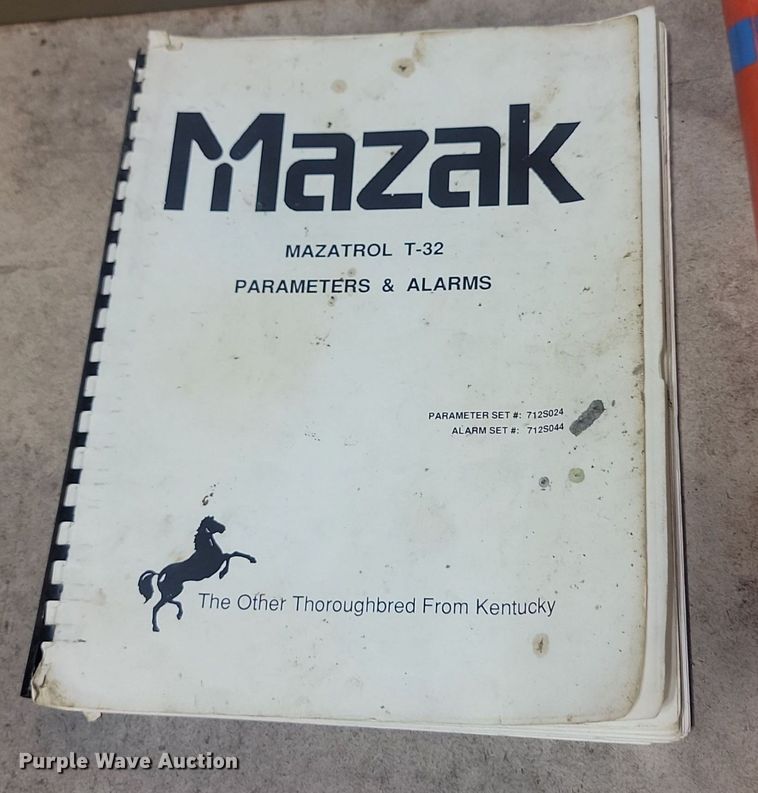 Mazak
MAZATROL T-32
PARAMETERS & ALARMS
PARAMETER SET #: 712S024
ALARM SET #: 712S044
The Other Thoroughbred From Kentucky
Purple Wave Auction